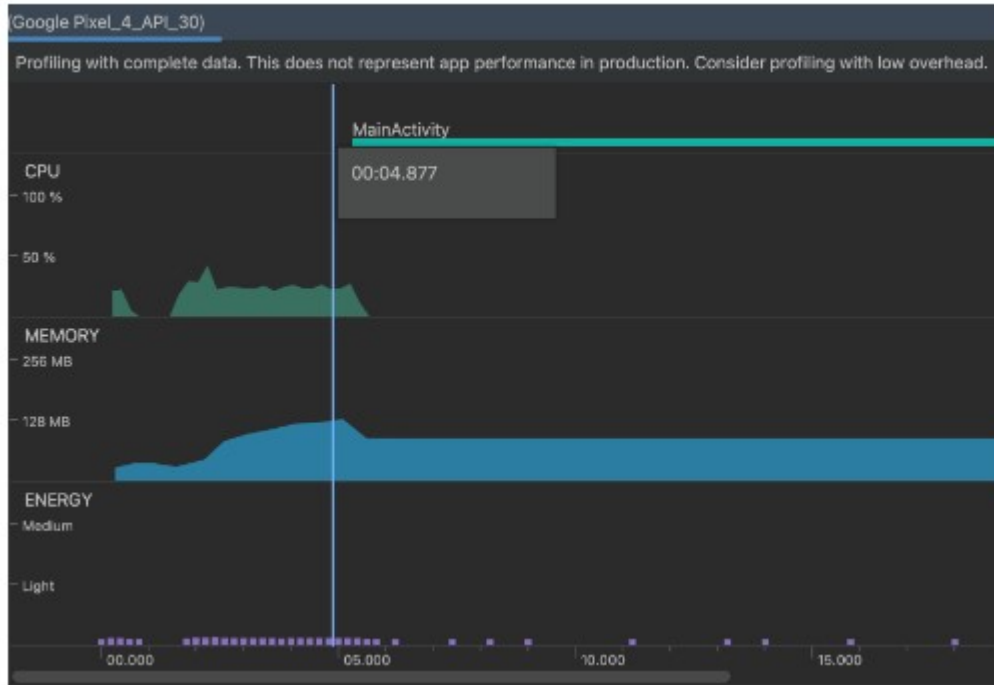 (Google Pixel_4_API_30)
Profiling with complete data. This does not represent app performance in production. Consider profiling with low overhead.
MainActivity
CPU
00:04.877
100 %
50 %
MEMORY
256 MB
128 MB
ENERGY
Medium
Light
00.000
05.000
10.000
15.000